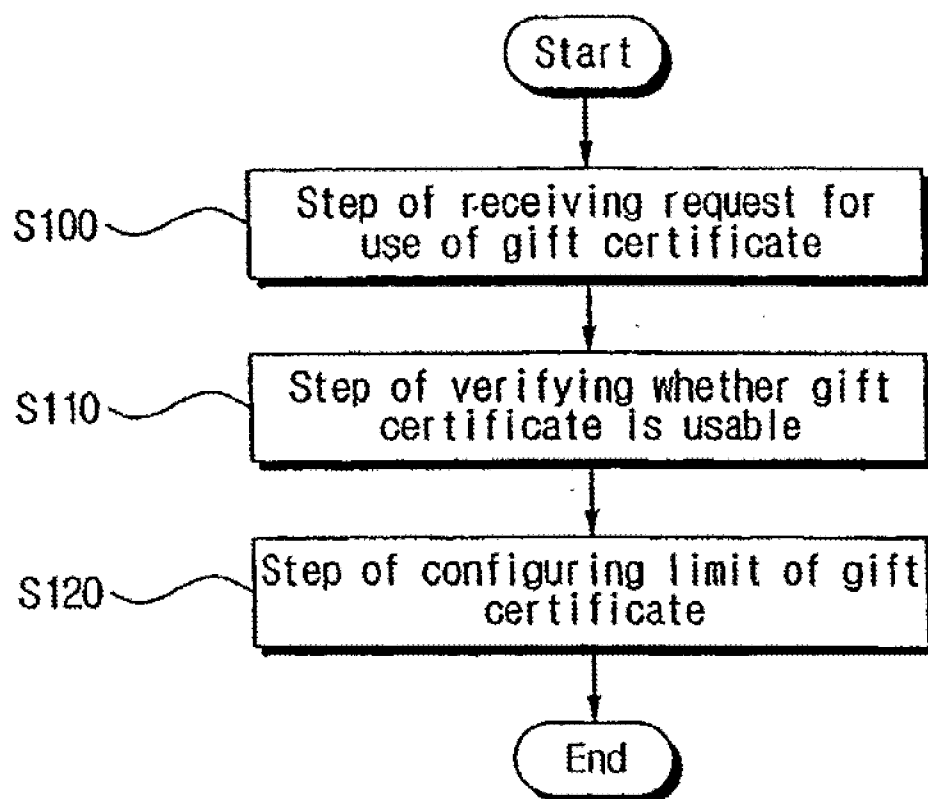 Start
S100
Step of receiving request for
use of gift certificate
S110
Step of verifying whether gift
certificate is usable
S120
Step of configuring limit of gift
certificate
End